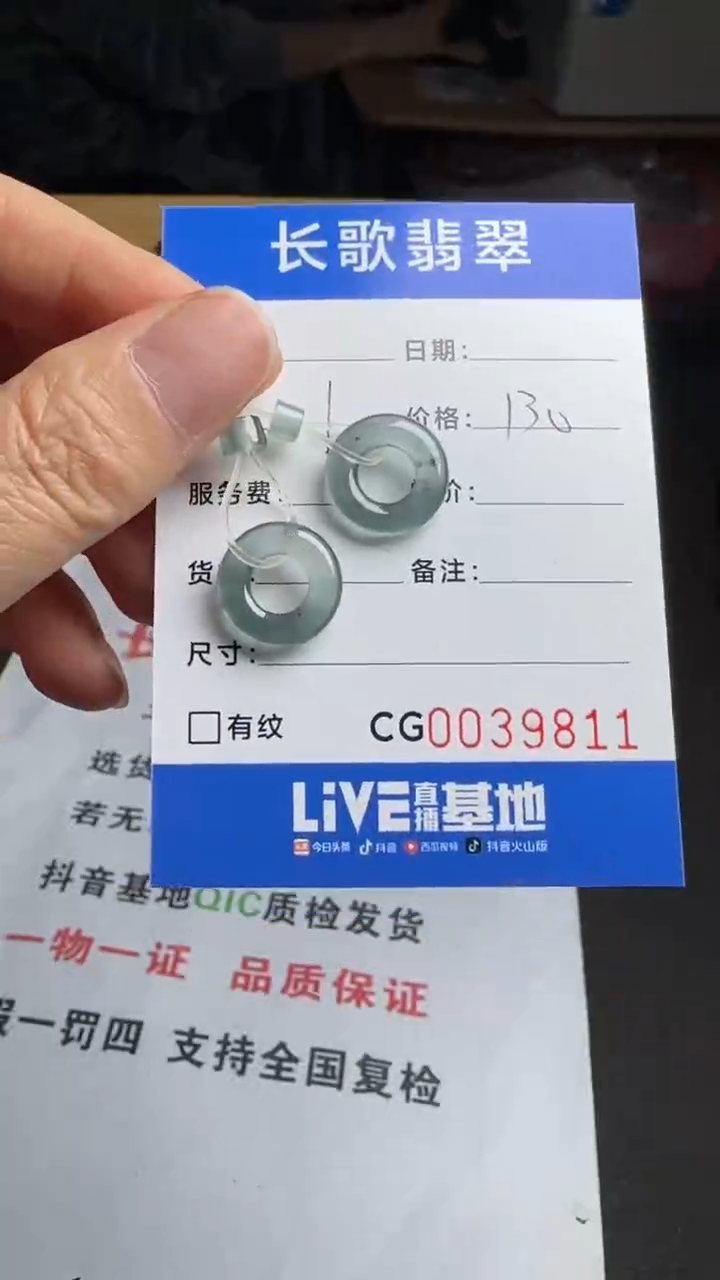 长歌翡翠
日期:
价格: 130
服务费: 价:
货 : 备注:
尺寸:
有纹 CG0039811
LiVE直播基地
今日头条 抖音 西瓜视频 抖音火山版
选货
若无
抖音基地QIC质检发货
一物一证 品质保证
假一罚四 支持全国复检